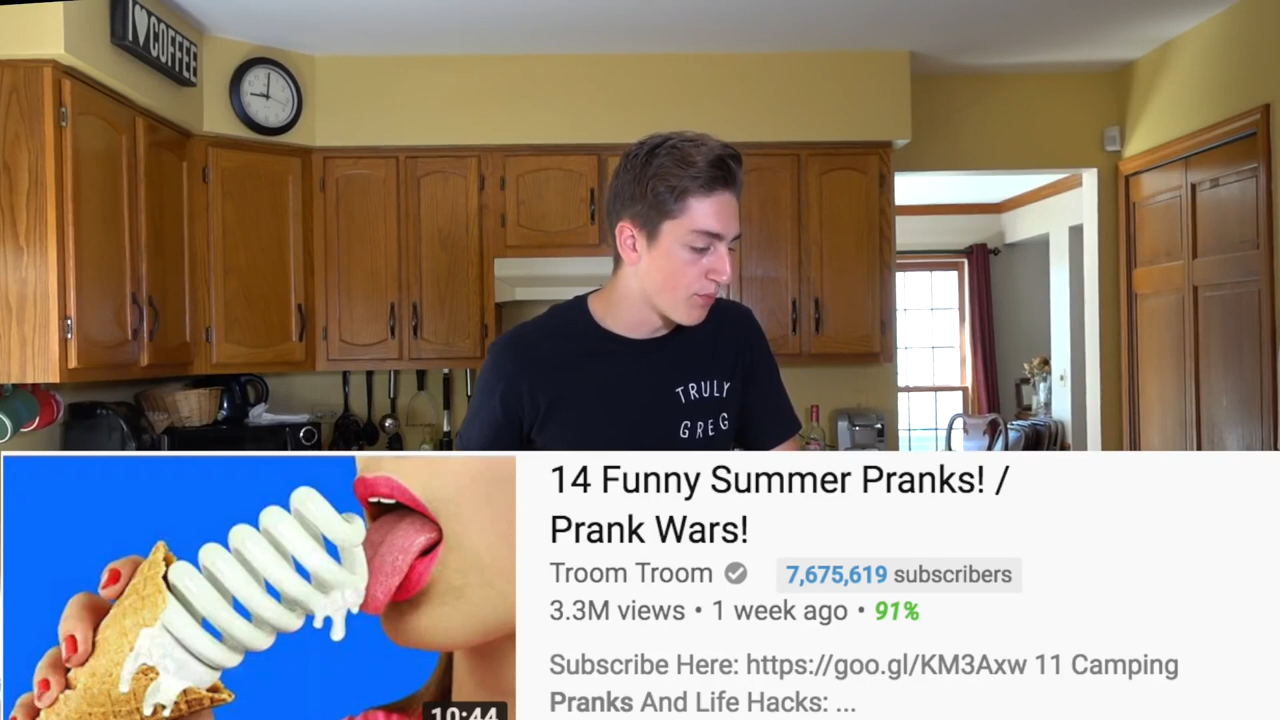 I ♥ COFFEE
TRULY
GREG
14 Funny Summer Pranks! /
Prank Wars!
Troom Troom
7,675,619 subscribers
3.3M views • 1 week ago • 91%
Subscribe Here: https://goo.gl/KM3Axw 11 Camping
Pranks And Life Hacks: ...
10:44